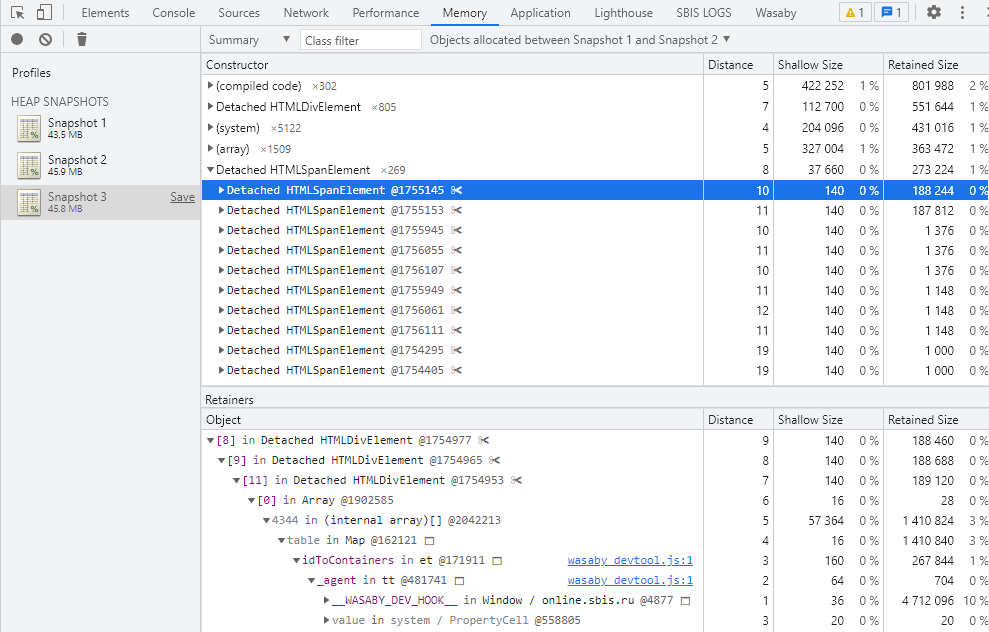 Elements Console Sources Network Performance Memory Application Lighthouse SBIS LOGS Wasaby 1 1
Summary ▼ Class filter Objects allocated between Snapshot 1 and Snapshot 2 ▼
Profiles
HEAP SNAPSHOTS
Snapshot 1
43.5 MB
Snapshot 2
45.9 MB
Snapshot 3 Save
45.8 MB
Constructor Distance Shallow Size Retained Size
(compiled code) ×302 5 422 252 1 % 801 988 2 %
Detached HTMLDivElement ×805 7 112 700 0 % 551 644 1 %
(system) ×5122 4 204 096 0 % 431 016 1 %
(array) ×1509 5 327 004 1 % 363 472 1 %
Detached HTMLSpanElement ×269 8 37 660 0 % 273 224 1 %
Detached HTMLSpanElement @1755145 10 140 0 % 188 244 0 %
Detached HTMLSpanElement @1755153 11 140 0 % 187 812 0 %
Detached HTMLSpanElement @1755945 10 140 0 % 1 376 0 %
Detached HTMLSpanElement @1756055 11 140 0 % 1 376 0 %
Detached HTMLSpanElement @1756107 10 140 0 % 1 376 0 %
Detached HTMLSpanElement @1755949 11 140 0 % 1 148 0 %
Detached HTMLSpanElement @1756061 12 140 0 % 1 148 0 %
Detached HTMLSpanElement @1756111 11 140 0 % 1 148 0 %
Detached HTMLSpanElement @1754295 19 140 0 % 1 000 0 %
Detached HTMLSpanElement @1754405 19 140 0 % 1 000 0 %
Retainers
Object Distance Shallow Size Retained Size
[8] in Detached HTMLDivElement @1754977 9 140 0 % 188 460 0 %
[9] in Detached HTMLDivElement @1754965 8 140 0 % 188 688 0 %
[11] in Detached HTMLDivElement @1754953 7 140 0 % 189 120 0 %
[0] in Array @1902585 6 16 0 % 28 0 %
4344 in (internal array)[] @2042213 5 57 364 0 % 1 410 824 3 %
table in Map @162121 4 16 0 % 1 410 840 3 %
idToContainers in et @171911 wasaby devtool.js:1 3 160 0 % 267 844 1 %
_agent in tt @481741 wasaby devtool.js:1 2 64 0 % 704 0 %
__WASABY_DEV_HOOK__ in Window / online.sbis.ru @4877 1 36 0 % 4 712 096 10 %
value in system / PropertyCell @558805 3 20 0 % 20 0 %